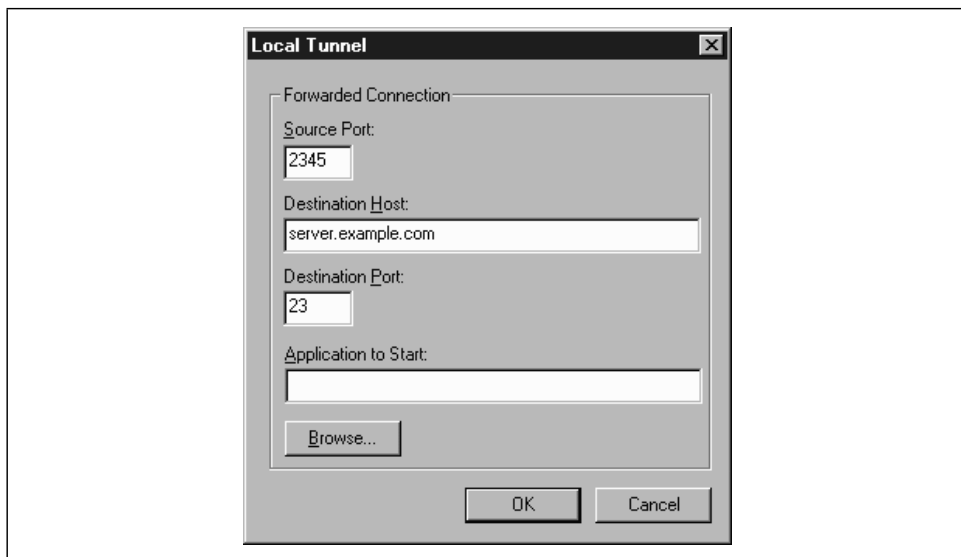 Local Tunnel
Forwarded Connection
Source Port:
2345
Destination Host:
server.example.com
Destination Port:
23
Application to Start:
Browse...
OK
Cancel